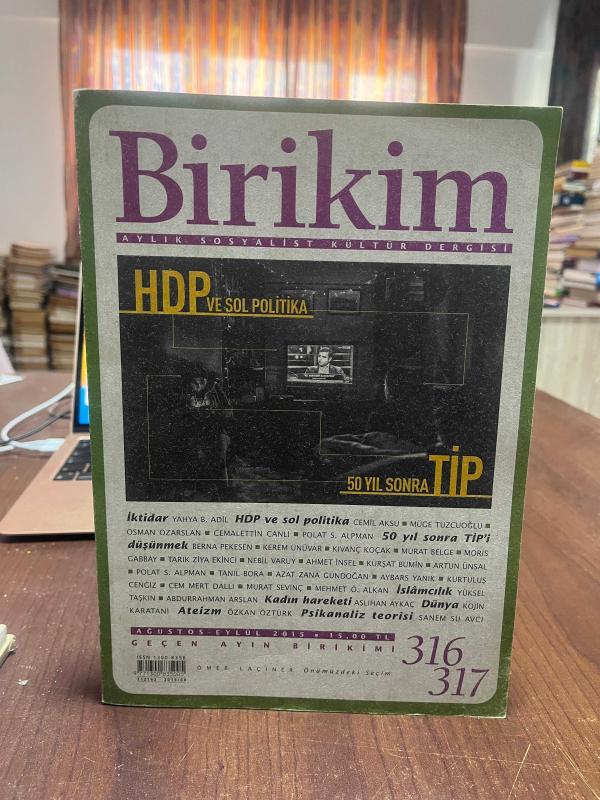 Birikim
AYLIK SOSYALİST KÜLTÜR DERGİSİ
HDP VE SOL POLİTİKA
50 YIL SONRA TİP
İktidar YAHYA B. ADİL HDP ve sol politika CEMİL AKSU ■ MÜGE TUZCUOĞLU ■
OSMAN ÖZARSLAN ■ CEMALETTİN CANLI ■ POLAT S. ALPMAN 50 yıl sonra TİP'i
düşünmek BERNA PEKESEN ■ KEREM ÜNÜVAR ■ KIVANÇ KOÇAK ■ MURAT BELGE ■ MORIS
GABBAY ■ TARIK ZİYA EKİNCİ ■ NEBİL VARUY ■ AHMET İNSEL ■ KURŞAT BUMİN ■ ARTUN ÜNSAL
■ POLAT S. ALPMAN ■ TANIL BORA ■ AZAT ZANA GÜNDOĞAN ■ AYBARS YANIK ■ KURTULUŞ
CENGİZ ■ CEM MERT DALLI ■ MURAT SEVİNÇ ■ MEHMET Ö. ALKAN İslâmcılık YÜKSEL
TAŞKIN ■ ABDURRAHMAN ARSLAN Kadın hareketi ASLIHAN AYKAÇ Dünya KOJIN
KARATANİ Ateizm ÖZKAN ÖZTÜRK Psikanaliz teorisi SANEM SU AVCI
AĞUSTOS-EYLÜL 2015 ■ 15,00 TL
GEÇEN AYIN BİRİKİMİ
316
317
ISSN 1300-8358
ÖMER LAÇİNER Önümüzdeki Seçim